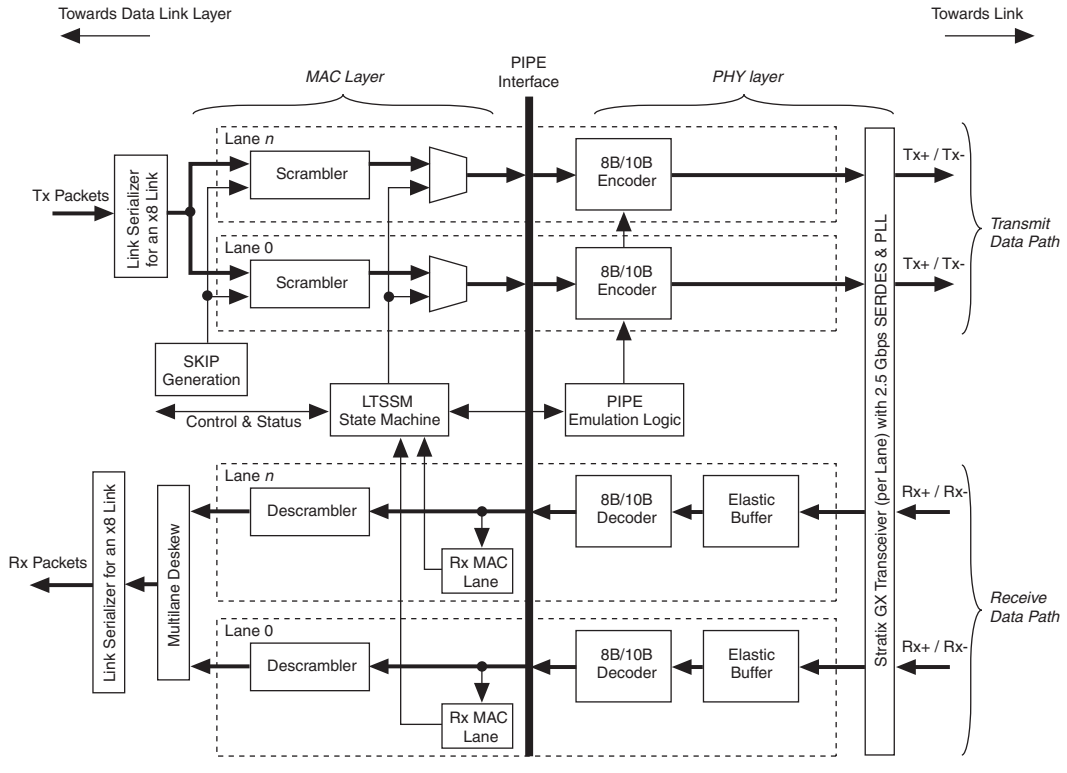 Towards Data Link Layer
Towards Link
MAC Layer
PIPE
Interface
PHY layer
Lane n
Scrambler
8B/10B
Encoder
Tx+ / Tx-
Tx Packets
Link Serializer
for an x8 Link
Lane 0
Scrambler
8B/10B
Encoder
Tx+ / Tx-
Transmit
Data Path
SKIP
Generation
Control & Status
LTSSM
State Machine
PIPE
Emulation Logic
Stratix GX Transceiver (per Lane) with 2.5 Gbps SERDES & PLL
Lane n
Descrambler
8B/10B
Decoder
Elastic
Buffer
Rx+ / Rx-
Rx MAC
Lane
Rx Packets
Link Serializer for an x8 Link
Multilane Deskew
Receive
Data Path
Lane 0
Descrambler
8B/10B
Decoder
Elastic
Buffer
Rx+ / Rx-
Rx MAC
Lane